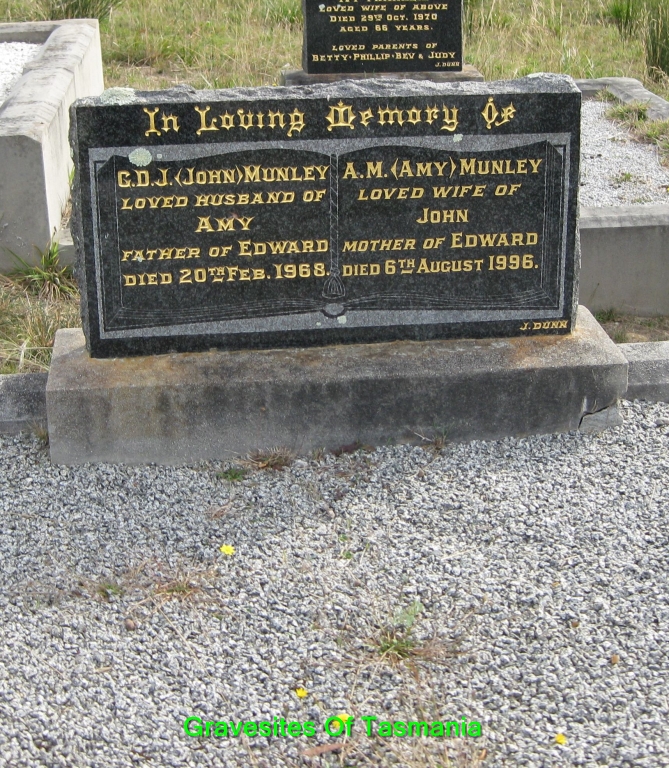 LOVED WIFE OF ABOVE
DIED 29TH OCT. 1970
AGED 66 YEARS.
LOVED PARENTS OF
BETTY·PHILLIP·BEV & JUDY
J. DUNN
In Loving Memory Of
G.D.J. (JOHN) MUNLEY
LOVED HUSBAND OF
AMY
FATHER OF EDWARD
DIED 20TH FEB. 1968.
A.M. (AMY) MUNLEY
LOVED WIFE OF
JOHN
MOTHER OF EDWARD
DIED 6TH AUGUST 1996.
J. DUNN
Gravesites Of Tasmania